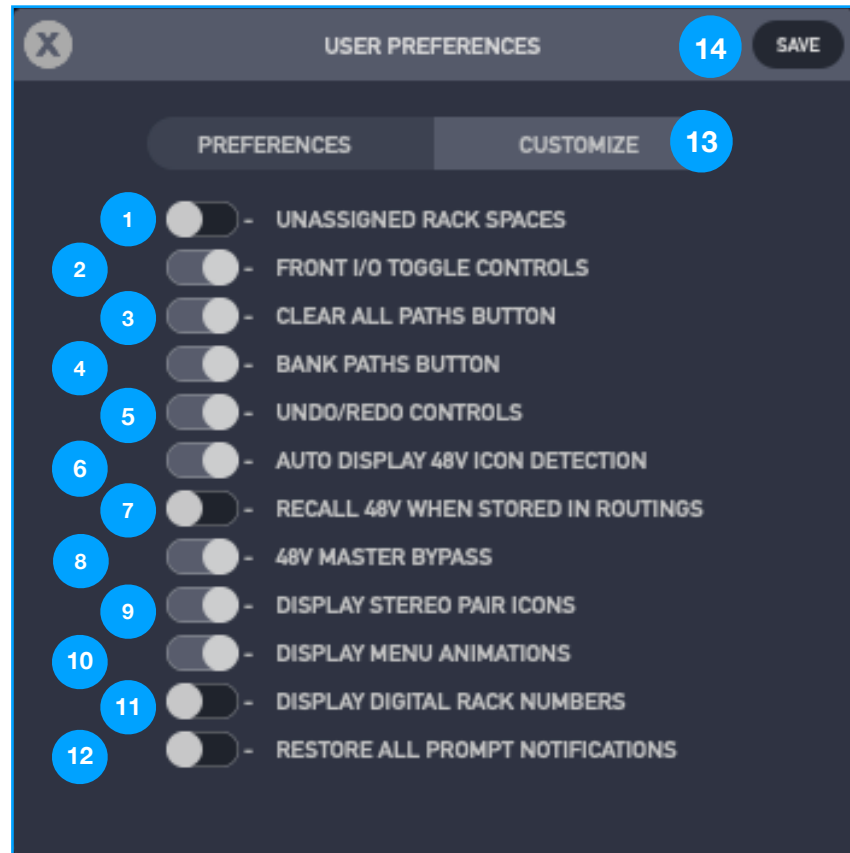 X USER PREFERENCES 14 SAVE
PREFERENCES CUSTOMIZE 13
1 - UNASSIGNED RACK SPACES
2 - FRONT I/O TOGGLE CONTROLS
3 - CLEAR ALL PATHS BUTTON
4 - BANK PATHS BUTTON
5 - UNDO/REDO CONTROLS
6 - AUTO DISPLAY 48V ICON DETECTION
7 - RECALL 48V WHEN STORED IN ROUTINGS
8 - 48V MASTER BYPASS
9 - DISPLAY STEREO PAIR ICONS
10 - DISPLAY MENU ANIMATIONS
11 - DISPLAY DIGITAL RACK NUMBERS
12 - RESTORE ALL PROMPT NOTIFICATIONS